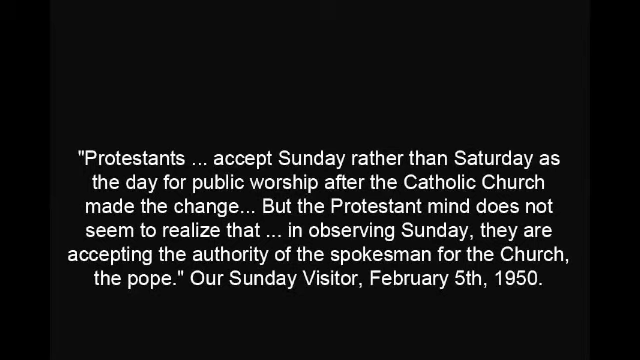 "Protestants ... accept Sunday rather than Saturday as
the day for public worship after the Catholic Church
made the change... But the Protestant mind does not
seem to realize that ... in observing Sunday, they are
accepting the authority of the spokesman for the Church,
the pope." Our Sunday Visitor, February 5th, 1950.